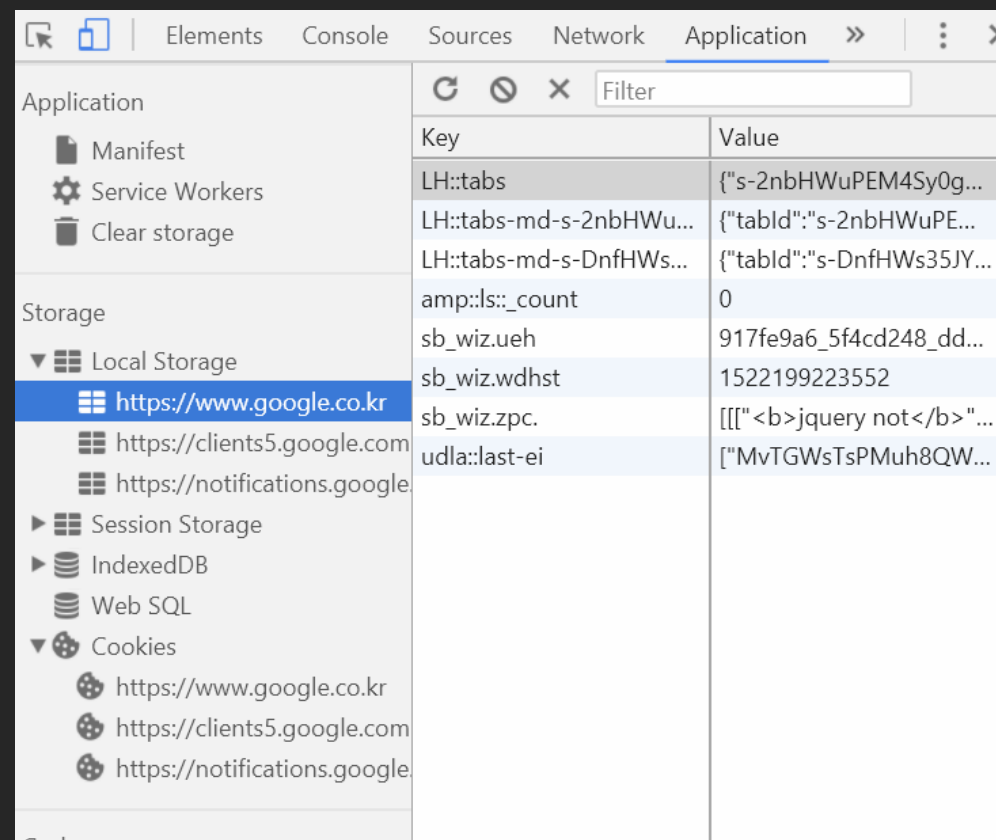 Elements Console Sources Network Application »
Application
Manifest
Service Workers
Clear storage
Storage
Local Storage
https://www.google.co.kr
https://clients5.google.com
https://notifications.google.
Session Storage
IndexedDB
Web SQL
Cookies
https://www.google.co.kr
https://clients5.google.com
https://notifications.google.
Filter
Key Value
LH::tabs {"s-2nbHWuPEM4Sy0g...
LH::tabs-md-s-2nbHWu... {"tabId":"s-2nbHWuPE...
LH::tabs-md-s-DnfHWs... {"tabId":"s-DnfHWs35JY...
amp::ls::_count 0
sb_wiz.ueh 917fe9a6_5f4cd248_dd...
sb_wiz.wdhst 1522199223552
sb_wiz.zpc. [[["<b>jquery not</b>"...
udla::last-ei ["MvTGWsTsPMuh8QW...